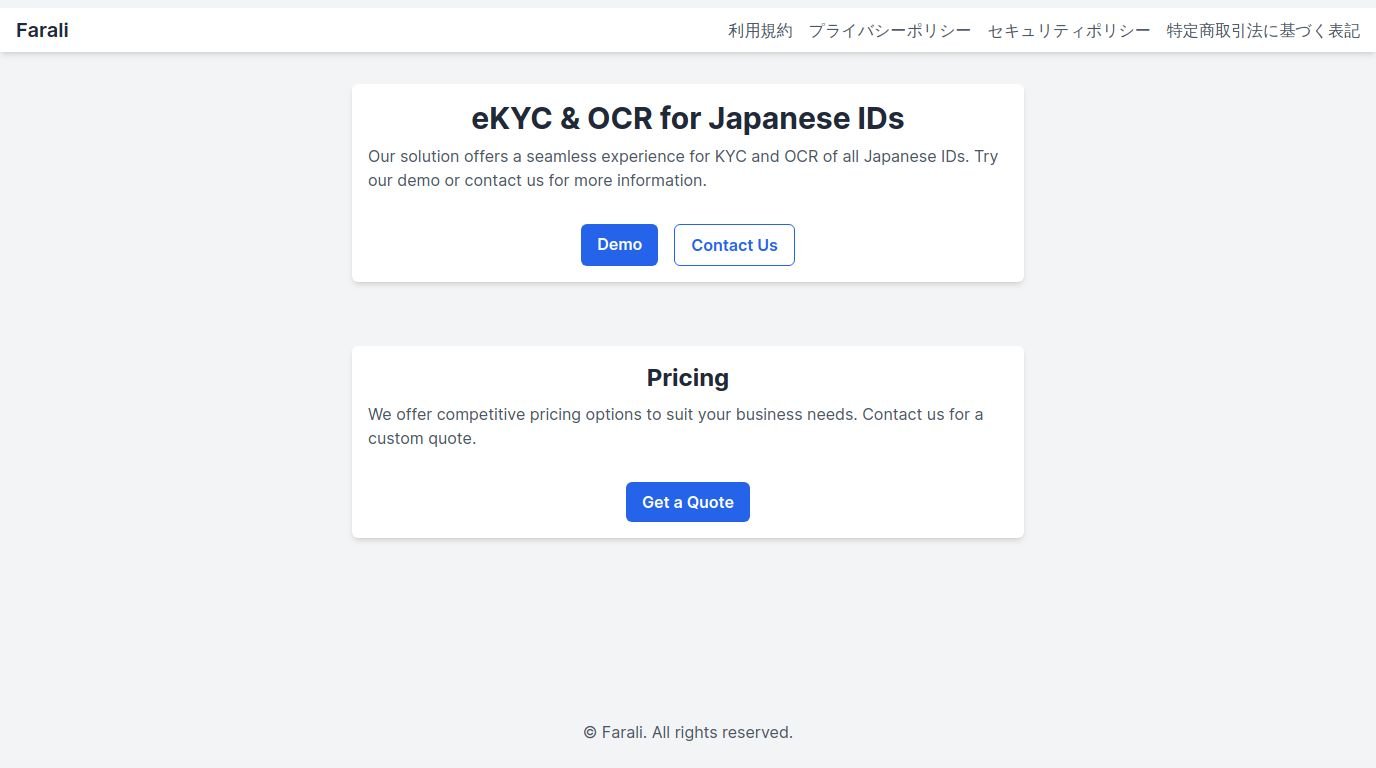 Farali
利用規約 プライバシーポリシー セキュリティポリシー 特定商取引法に基づく表記
eKYC & OCR for Japanese IDs
Our solution offers a seamless experience for KYC and OCR of all Japanese IDs. Try
our demo or contact us for more information.
Demo
Contact Us
Pricing
We offer competitive pricing options to suit your business needs. Contact us for a
custom quote.
Get a Quote
© Farali. All rights reserved.